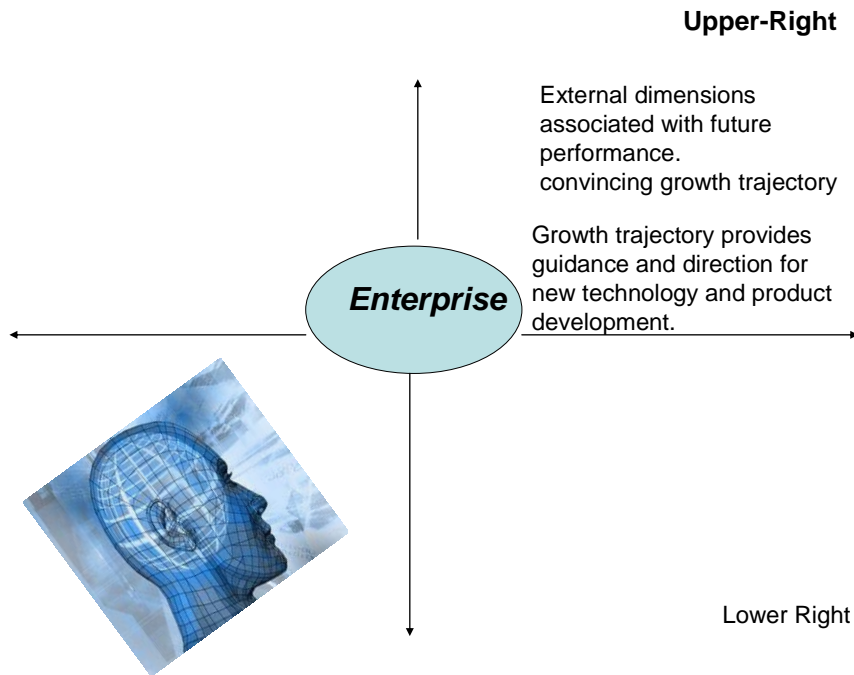 Upper-Right
External dimensions
associated with future
performance.
convincing growth trajectory
Growth trajectory provides
guidance and direction for
new technology and product
development.
Enterprise
Lower Right